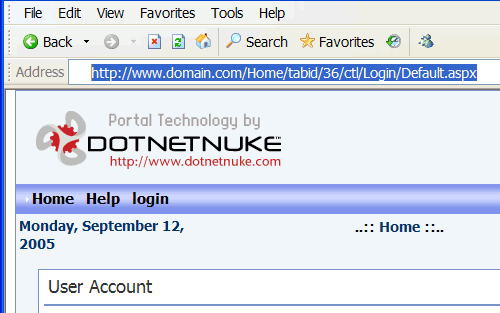 File View Favorites Tools Help
Back Search Favorites
Address http://www.domain.com/Home/tabid/36/ctl/Login/Default.aspx
Portal Technology by
DOTNETNUKE™
http://www.dotnetnuke.com
Home Help login
Monday, September 12, ..:: Home ::..
2005
User Account